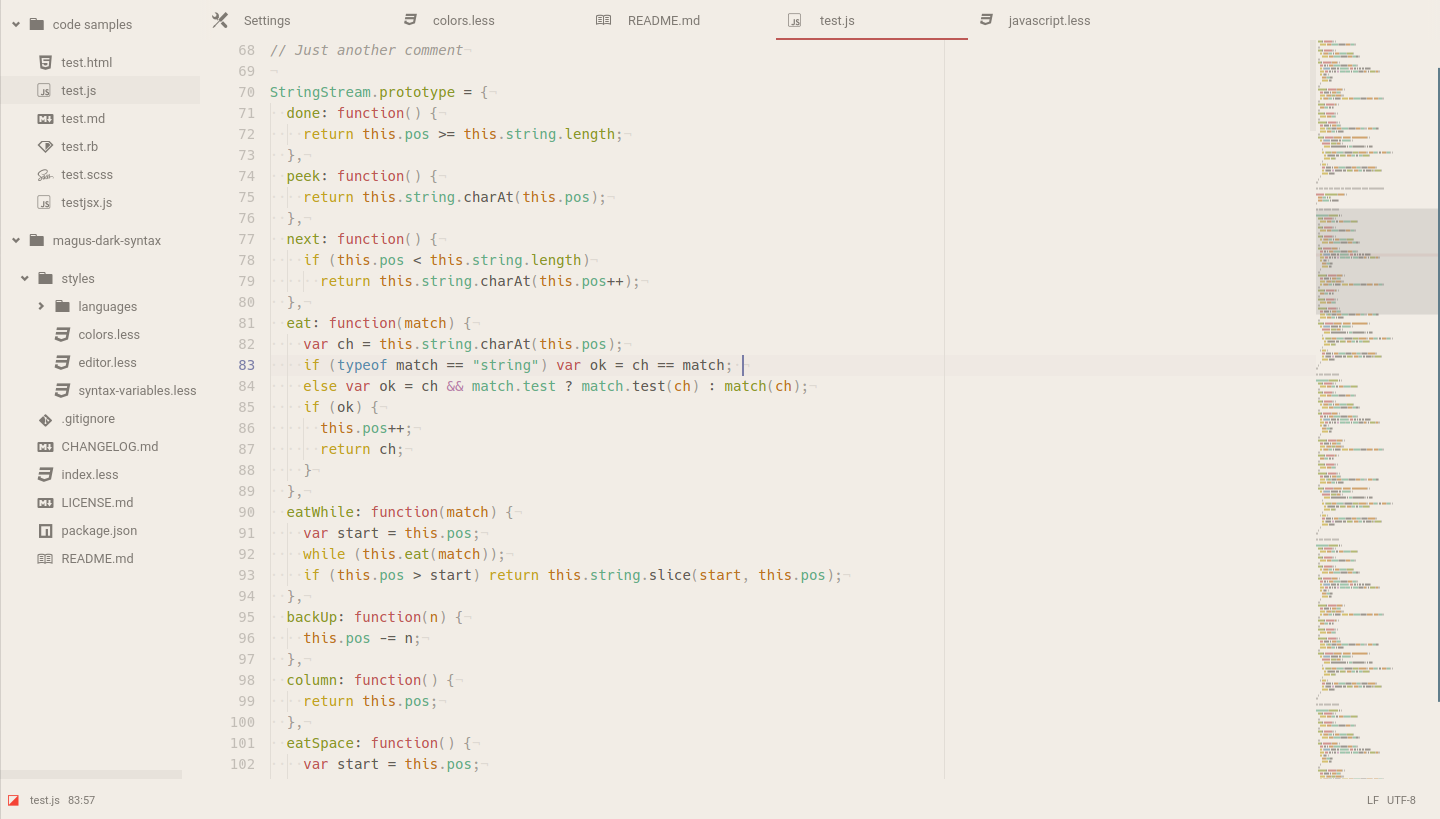 code samples
test.html
test.js
test.md
test.rb
test.scss
testjsx.js
magus-dark-syntax
styles
languages
colors.less
editor.less
syntax-variables.less
.gitignore
CHANGELOG.md
index.less
LICENSE.md
package.json
README.md
Settings
colors.less
README.md
test.js
javascript.less
68 // Just another comment¬
69 ¬
70 StringStream.prototype = {¬
71 ··done: function() {¬
72 ····return this.pos >= this.string.length;¬
73 ··},¬
74 ··peek: function() {¬
75 ····return this.string.charAt(this.pos);¬
76 ··},¬
77 ··next: function() {¬
78 ····if (this.pos < this.string.length)¬
79 ······return this.string.charAt(this.pos++);¬
80 ··},¬
81 ··eat: function(match) {¬
82 ····var ch = this.string.charAt(this.pos);¬
83 ····if (typeof match == "string") var ok = ch == match;·¬
84 ····else var ok = ch && match.test ? match.test(ch) : match(ch);¬
85 ····if (ok) {¬
86 ······this.pos++;¬
87 ······return ch;¬
88 ····}¬
89 ··},¬
90 ··eatWhile: function(match) {¬
91 ····var start = this.pos;¬
92 ····while (this.eat(match));¬
93 ····if (this.pos > start) return this.string.slice(start, this.pos);¬
94 ··},¬
95 ··backUp: function(n) {¬
96 ····this.pos -= n;¬
97 ··},¬
98 ··column: function() {¬
99 ····return this.pos;¬
100 ··},¬
101 ··eatSpace: function() {¬
102 ····var start = this.pos;¬
test.js 83:57
LF UTF-8